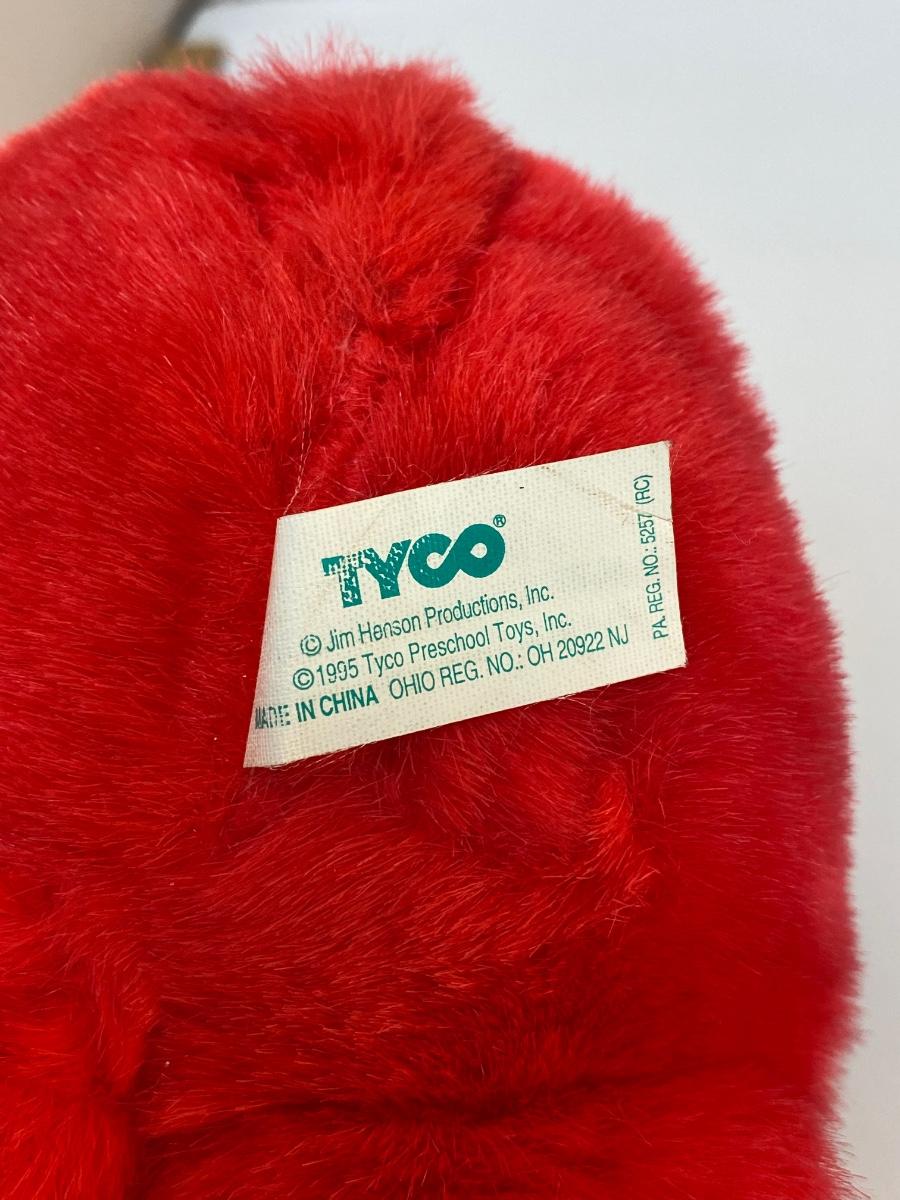 TYCO®
© Jim Henson Productions, Inc.
©1995 Tyco Preschool Toys, Inc.
MADE IN CHINA OHIO REG. NO.: OH 20922 NJ
PA. REG. NO.: 5257 (RC)